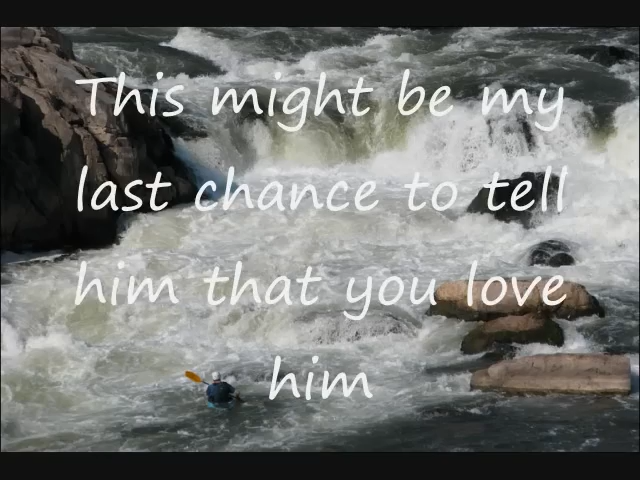 This might be my
last chance to tell
him that you love
him